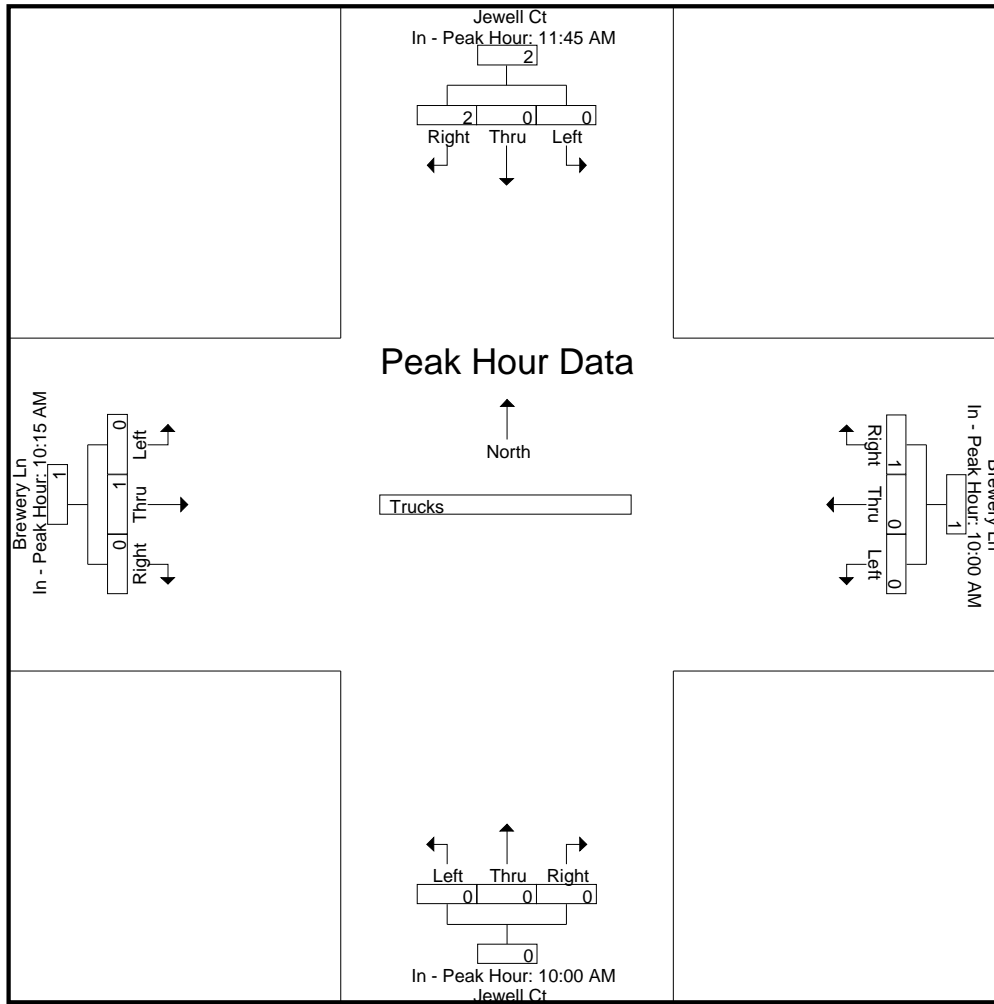 Jewell Ct
In - Peak Hour: 11:45 AM
2
2 0 0
Right Thru Left
Peak Hour Data
North
Trucks
Brewery Ln
In - Peak Hour: 10:15 AM
1
0 1 0
Left Thru Right
Brewery Ln
In - Peak Hour: 10:00 AM
1
1 0 0
Right Thru Left
Left Thru Right
0 0 0
0
In - Peak Hour: 10:00 AM
Jewell Ct